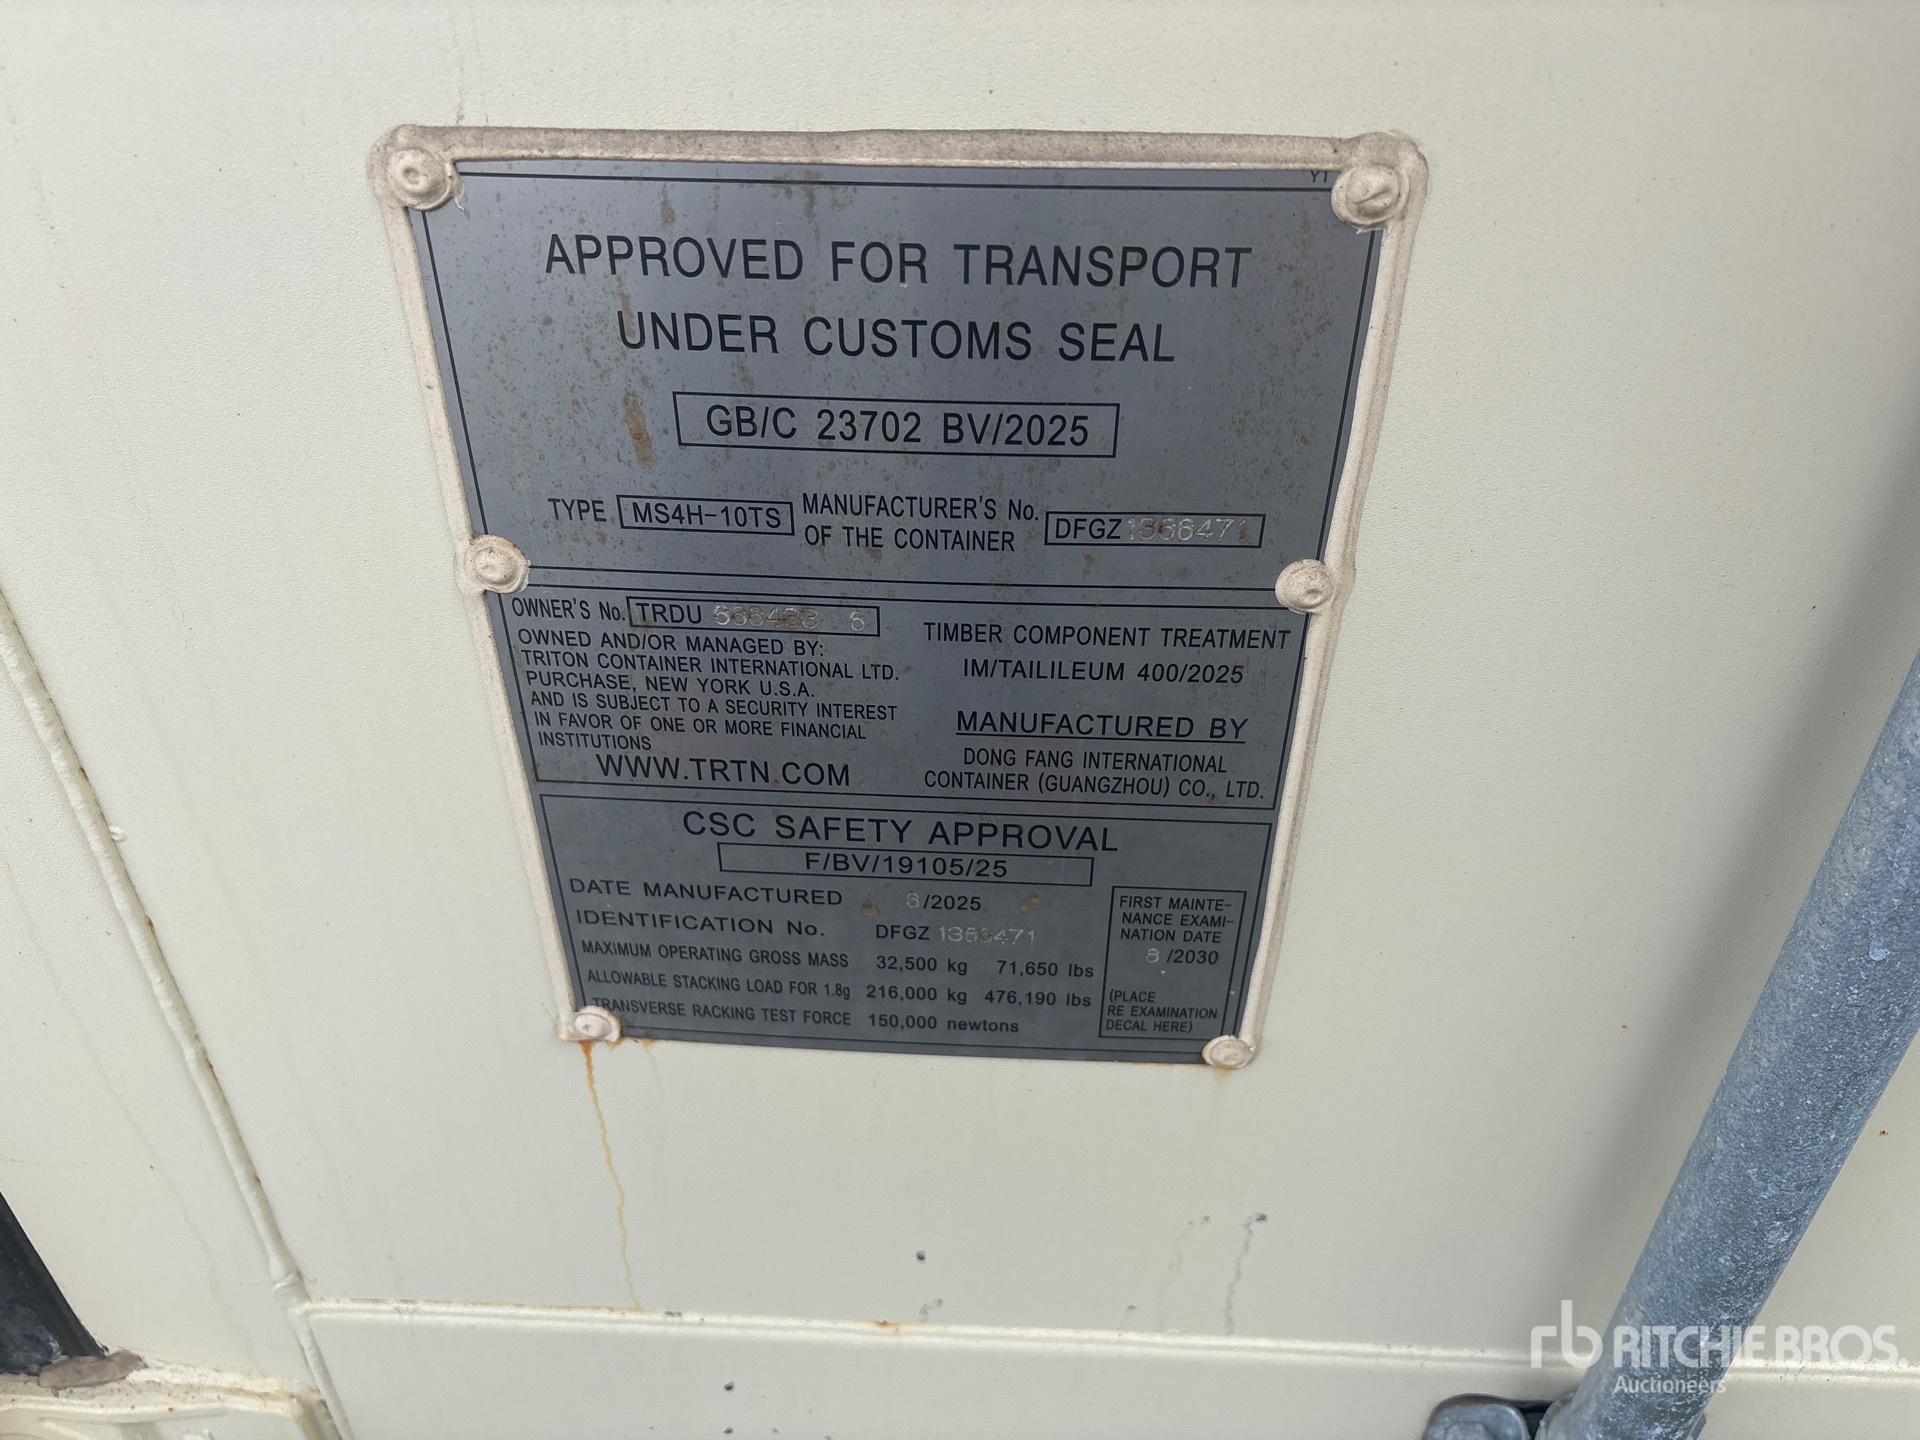 YT
APPROVED FOR TRANSPORT
UNDER CUSTOMS SEAL
GB/C 23702 BV/2025
TYPE MS4H-10TS MANUFACTURER'S No.
OF THE CONTAINER DFGZ
OWNER'S No. TRDU
OWNED AND/OR MANAGED BY:
TRITON CONTAINER INTERNATIONAL LTD.
PURCHASE, NEW YORK U.S.A.
AND IS SUBJECT TO A SECURITY INTEREST
IN FAVOR OF ONE OR MORE FINANCIAL
INSTITUTIONS
WWW.TRTN.COM
TIMBER COMPONENT TREATMENT
IM/TAILILEUM 400/2025
MANUFACTURED BY
DONG FANG INTERNATIONAL
CONTAINER (GUANGZHOU) CO., LTD.
CSC SAFETY APPROVAL
F/BV/19105/25
DATE MANUFACTURED 8/2025
IDENTIFICATION No. DFGZ
MAXIMUM OPERATING GROSS MASS 32,500 kg 71,650 lbs
ALLOWABLE STACKING LOAD FOR 1.8g 216,000 kg 476,190 lbs
TRANSVERSE RACKING TEST FORCE 150,000 newtons
FIRST MAINTE-
NANCE EXAMI-
NATION DATE
8 /2030
(PLACE
RE EXAMINATION
DECAL HERE)
rb RITCHIE BROS.
Auctioneers